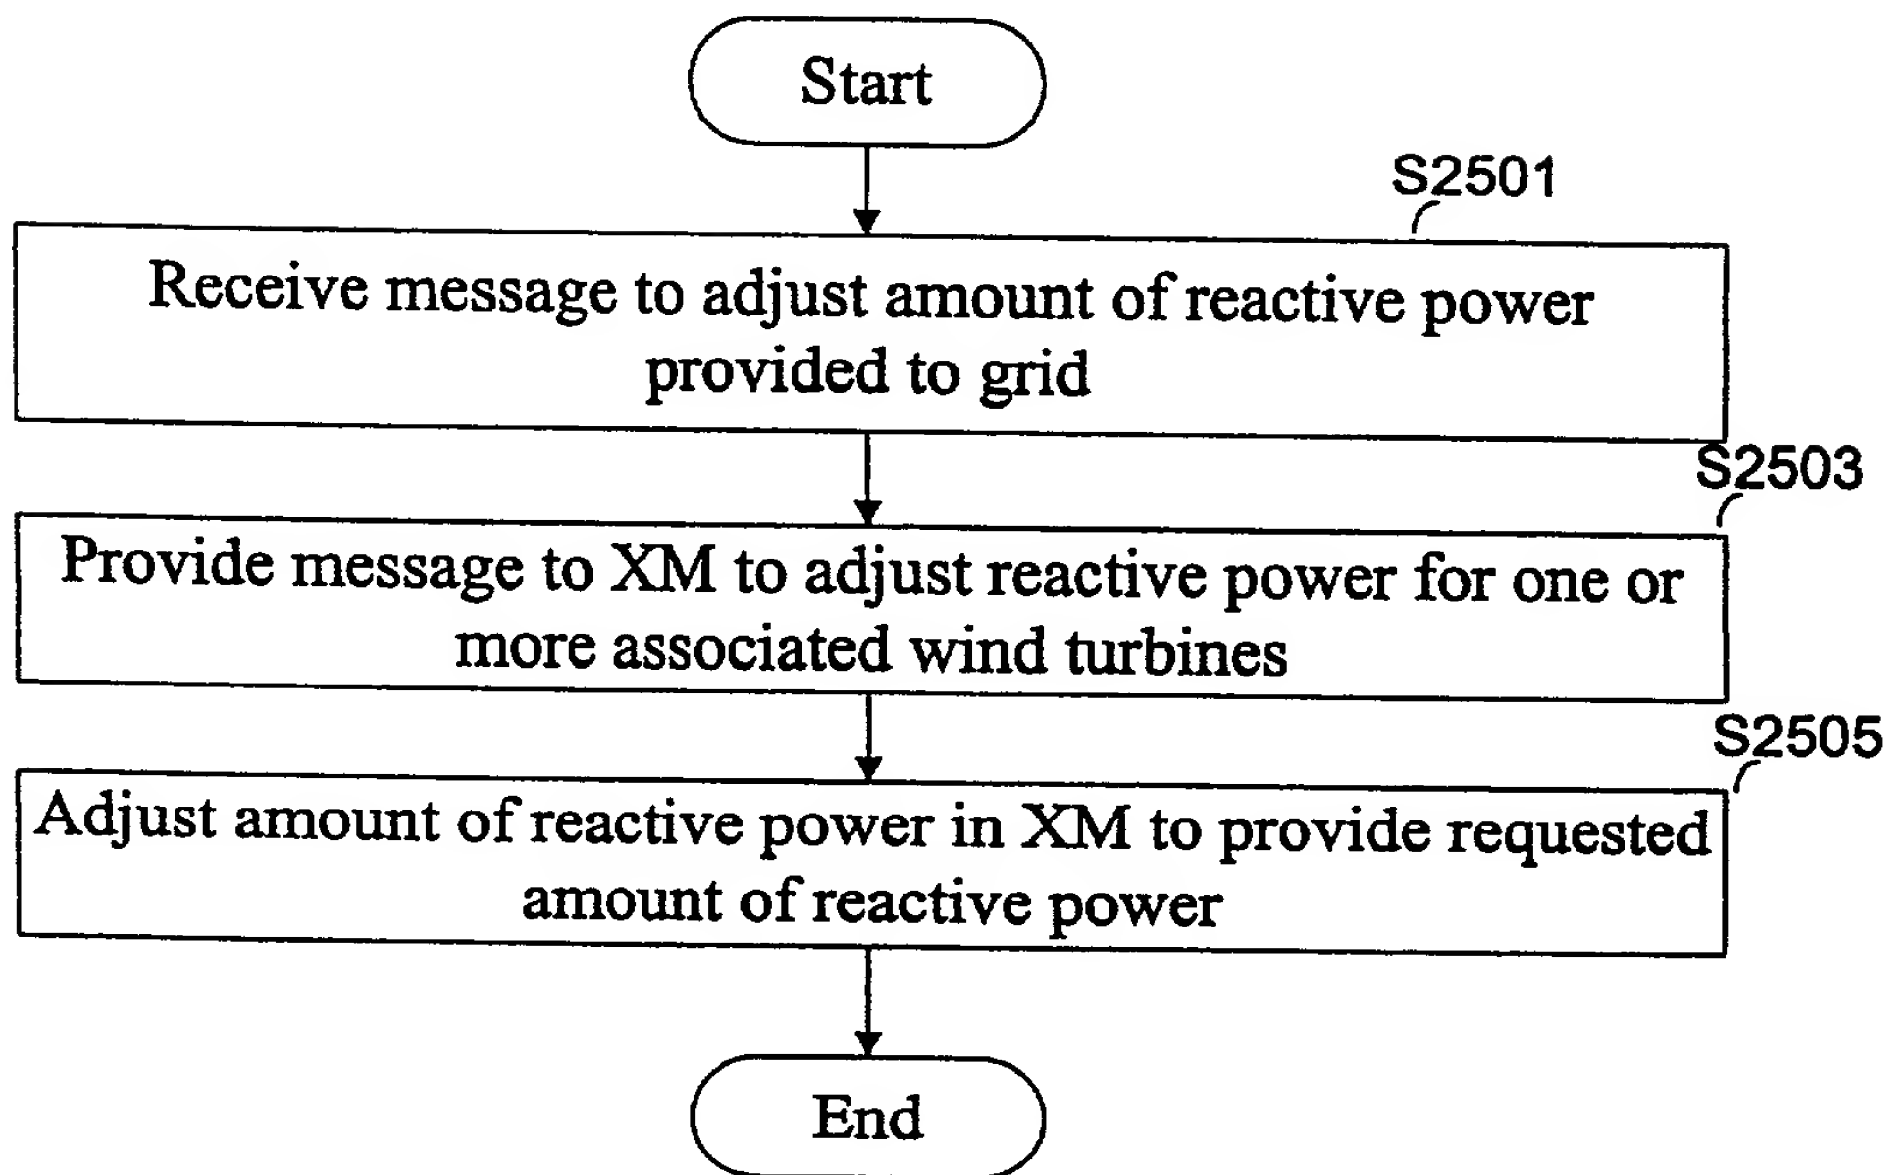 Start
S2501
Receive message to adjust amount of reactive power
provided to grid
S2503
Provide message to XM to adjust reactive power for one or
more associated wind turbines
S2505
Adjust amount of reactive power in XM to provide requested
amount of reactive power
End